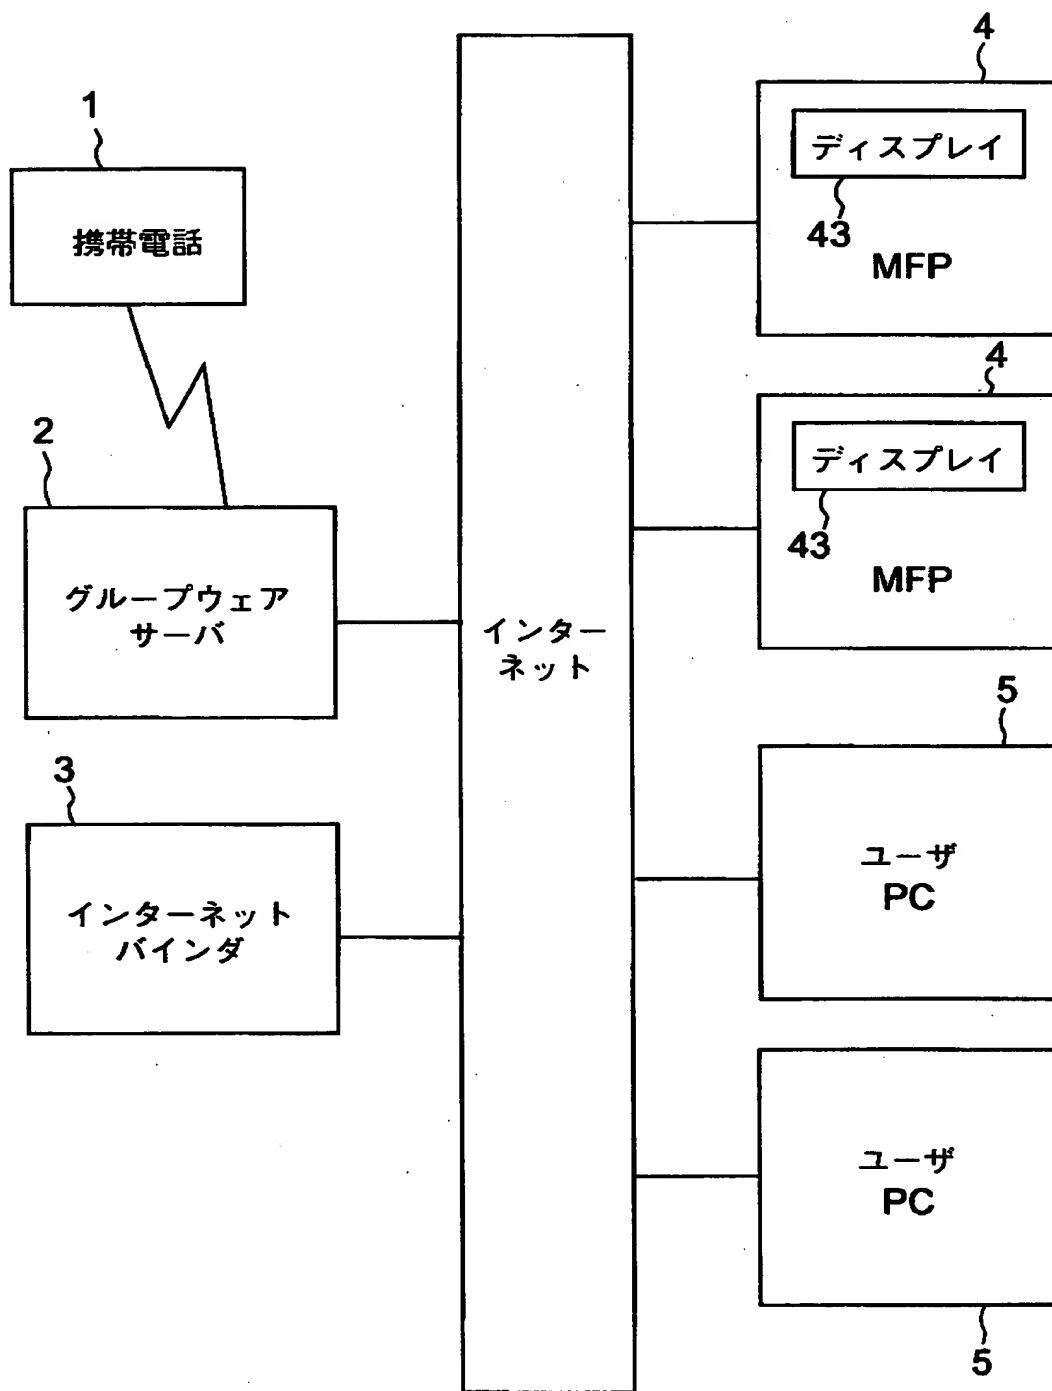 1
携帯電話
2
グループウェア
サーバ
3
インターネット
バインダ
インター
ネット
4
ディスプレイ
43
MFP
4
ディスプレイ
43
MFP
5
ユーザ
PC
ユーザ
PC
5